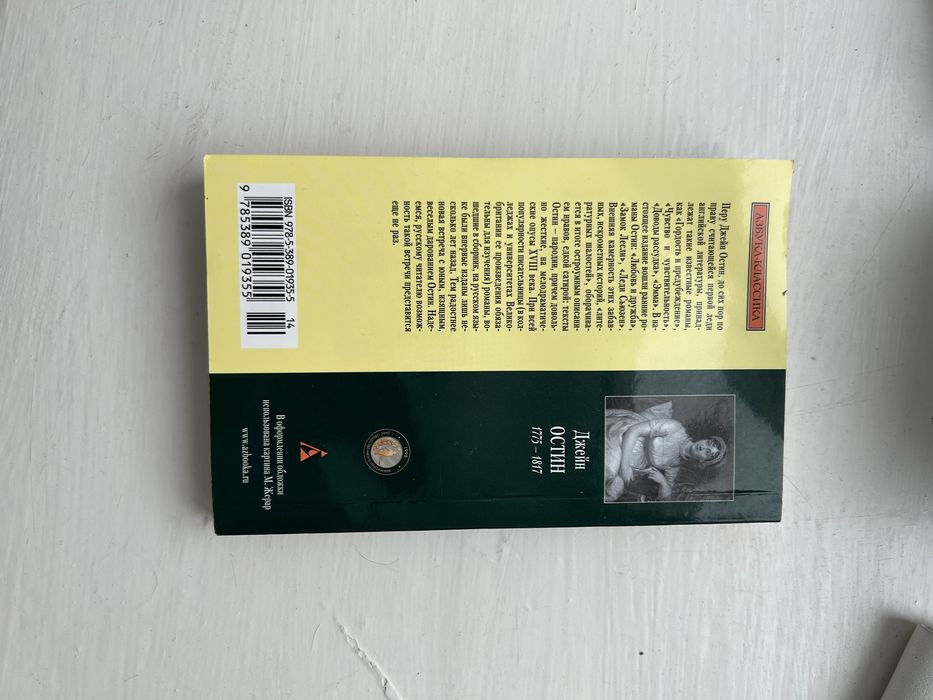 АЗБУКА-КЛАССИКА
Перу Джейн Остин, до сих пор по
праву считающейся первой леди
английской литературы, принад-
лежат такие известные романы,
как «Гордость и предубеждение»,
«Чувство и чувствительность»,
«Доводы рассудка», «Эмма». В на-
стоящее издание вошли ранние ро-
маны Остин: «Любовь и дружба»,
«Замок Лесли», «Леди Сьюзен».
Внешняя камерность этих забав-
ных, искрометных историй, «лите-
ратурных шалостей», оборачива-
ется в итоге остроумным описани-
ем нравов, едкой сатирой: тексты
Остин — пародии, причем доволь-
но жесткие, на мелодраматиче-
ские опусы XVIII века. При всей
популярности писательницы (в кол-
леджах и университетах Велико-
британии ее произведения обяза-
тельны для изучения) романы, во-
шедшие в сборник, на русском язы-
ке были впервые изданы лишь не-
сколько лет назад. Тем радостнее
новая встреча с юным, изящным,
веселым дарованием Остин. Наде-
емся, русскому читателю возмож-
ность такой встречи представится
еще не раз.
ISBN 978-5-389-01935-5
14
9 785389 019355
Джейн
ОСТИН
1775 – 1817
В оформлении обложки
использована картина М. Жерар
www.azbooka.ru